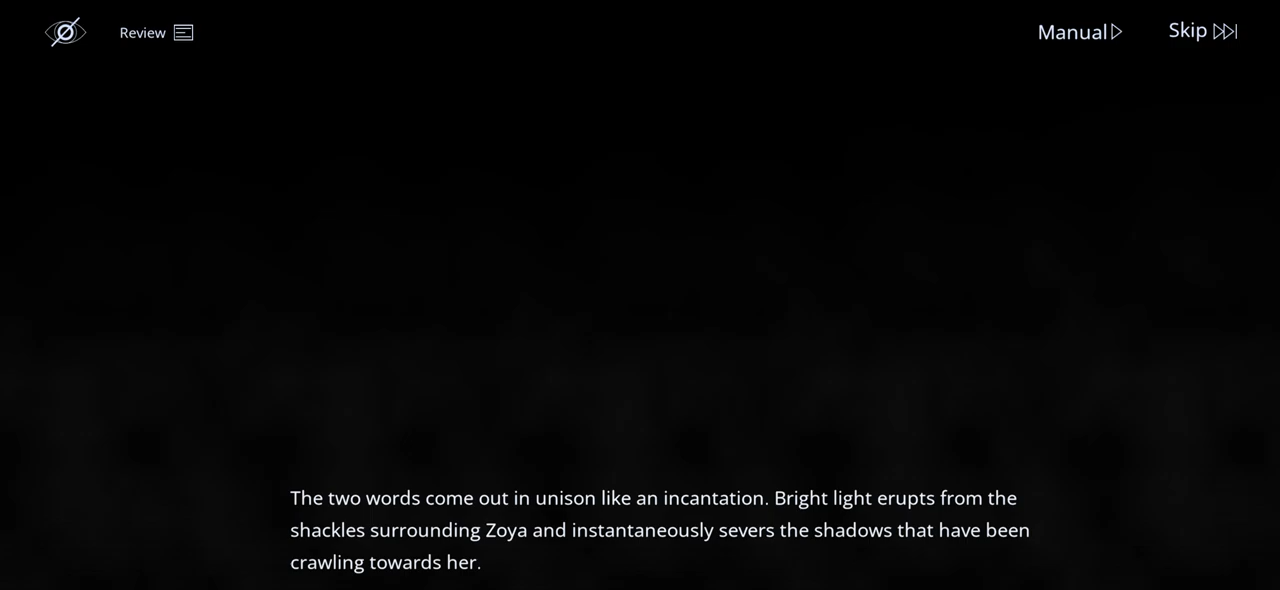 Review
Manual
Skip
The two words come out in unison like an incantation. Bright light erupts from the
shackles surrounding Zoya and instantaneously severs the shadows that have been
crawling towards her.